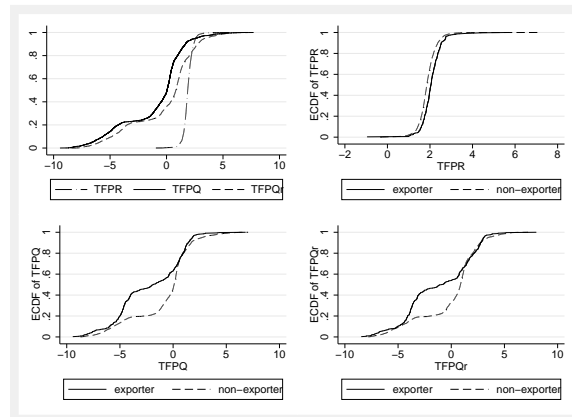 0 .2 .4 .6 .8 1
−10 −5 0 5 10
TFPR TFPQ TFPQr
ECDF of TFPR
0 .2 .4 .6 .8 1
−2 0 2 4 6 8
TFPR
exporter non−exporter
ECDF of TFPQ
0 .2 .4 .6 .8 1
−10 −5 0 5 10
TFPQ
exporter non−exporter
ECDF of TFPQr
0 .2 .4 .6 .8 1
−10 −5 0 5 10
TFPQr
exporter non−exporter